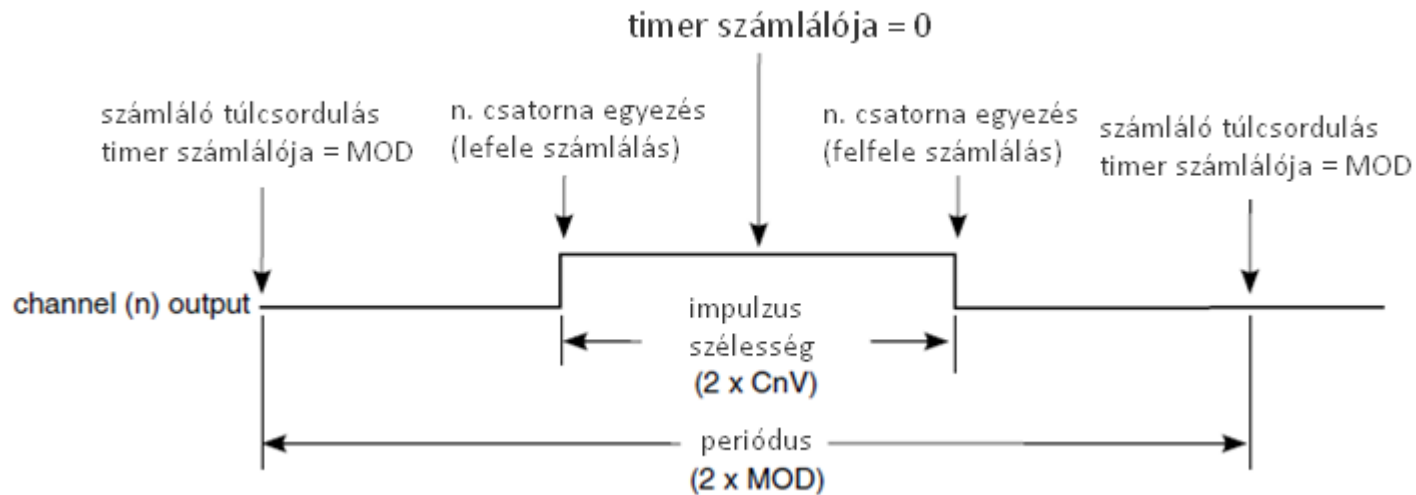 timer számlálója = 0
számláló túlcsordulás
timer számlálója = MOD
n. csatorna egyezés
(lefele számlálás)
n. csatorna egyezés
(felfele számlálás)
számláló túlcsordulás
timer számlálója = MOD
channel (n) output
impulzus
szélesség
(2 x CnV)
periódus
(2 x MOD)